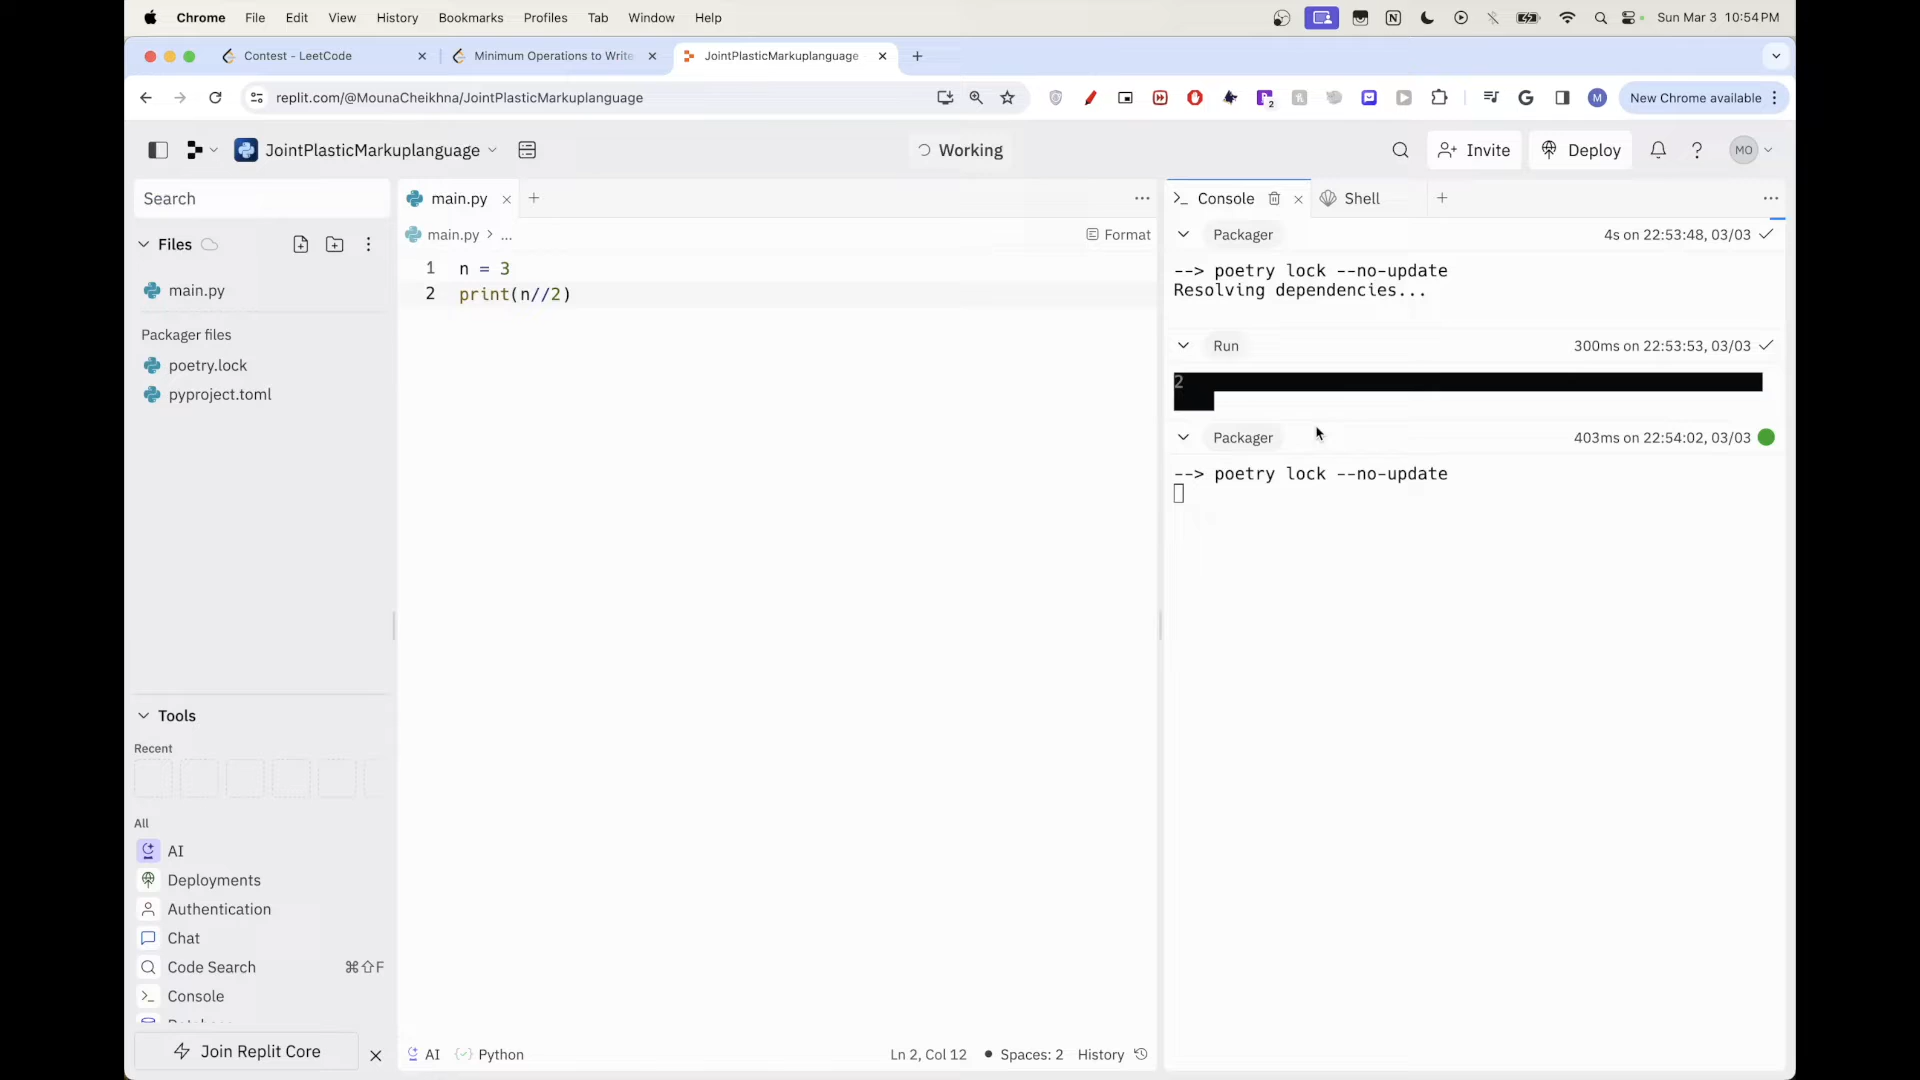 Chrome File Edit View History Bookmarks Profiles Tab Window Help Sun Mar 3 10:54 PM
Contest - LeetCode Minimum Operations to Write JointPlasticMarkuplanguage
replit.com/@MounaCheikhna/JointPlasticMarkuplanguage New Chrome available
JointPlasticMarkuplanguage Working Invite Deploy ? MO
Search
Files
main.py
Packager files
poetry.lock
pyproject.toml
Tools
Recent
All
AI
Deployments
Authentication
Chat
Code Search ⌘⇧F
Console
Join Replit Core
main.py
main.py > ... Format
1 n = 3
2 print(n//2)
AI Python Ln 2, Col 12 Spaces: 2 History
Console Shell
Packager 4s on 22:53:48, 03/03
--> poetry lock --no-update
Resolving dependencies...
Run 300ms on 22:53:53, 03/03
2
Packager 403ms on 22:54:02, 03/03
--> poetry lock --no-update